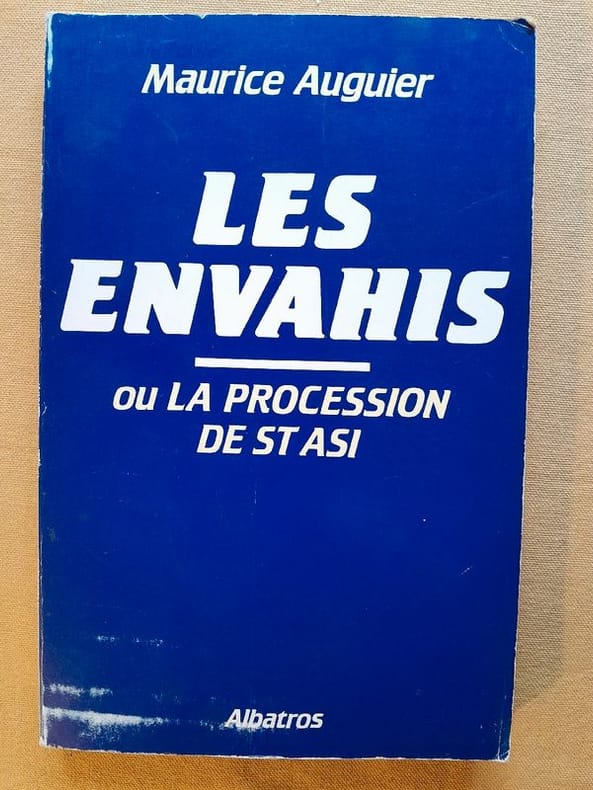 Maurice Auguier
LES
ENVAHIS
ou LA PROCESSION
DE ST ASI
Albatros